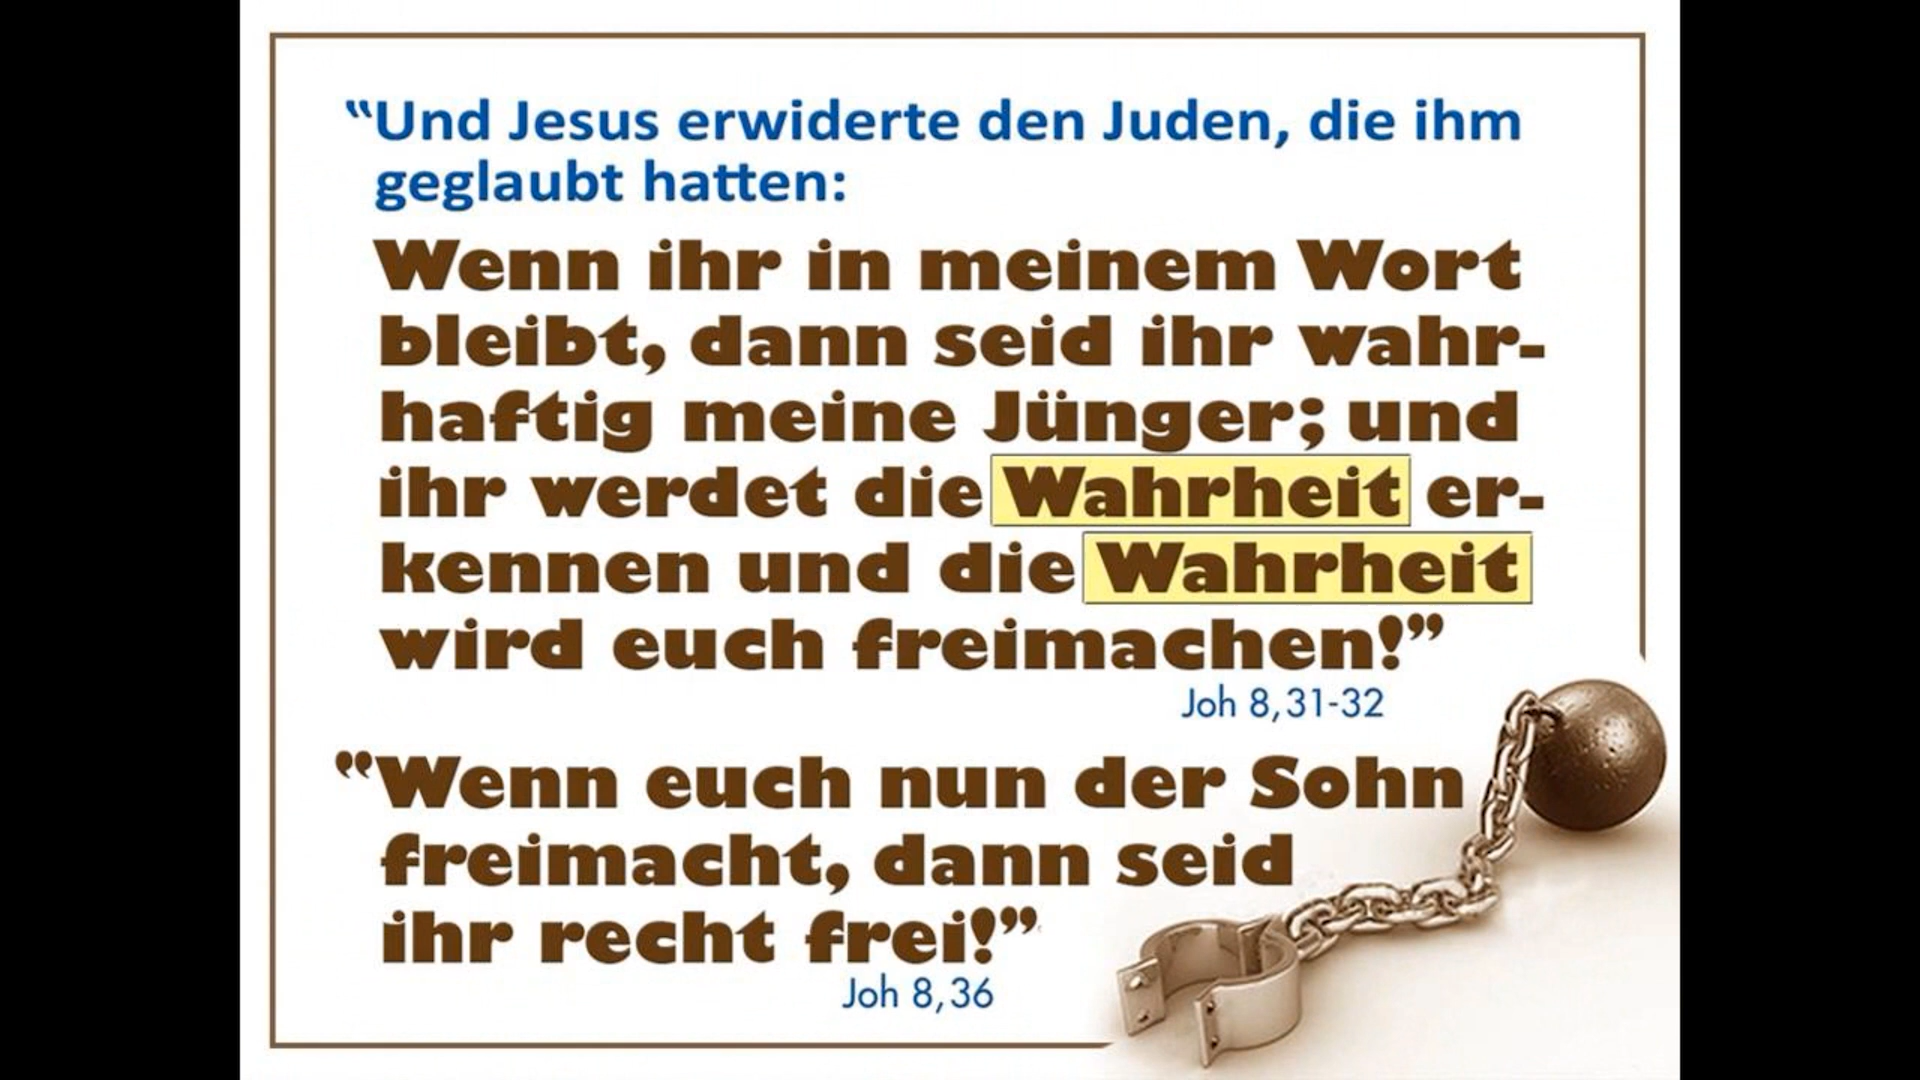 “Und Jesus erwiderte den Juden, die ihm
geglaubt hatten:
Wenn ihr in meinem Wort
bleibt, dann seid ihr wahr-
haftig meine Jünger; und
ihr werdet die Wahrheit er-
kennen und die Wahrheit
wird euch freimachen!”
Joh 8,31-32
”Wenn euch nun der Sohn
freimacht, dann seid
ihr recht frei!”
Joh 8,36